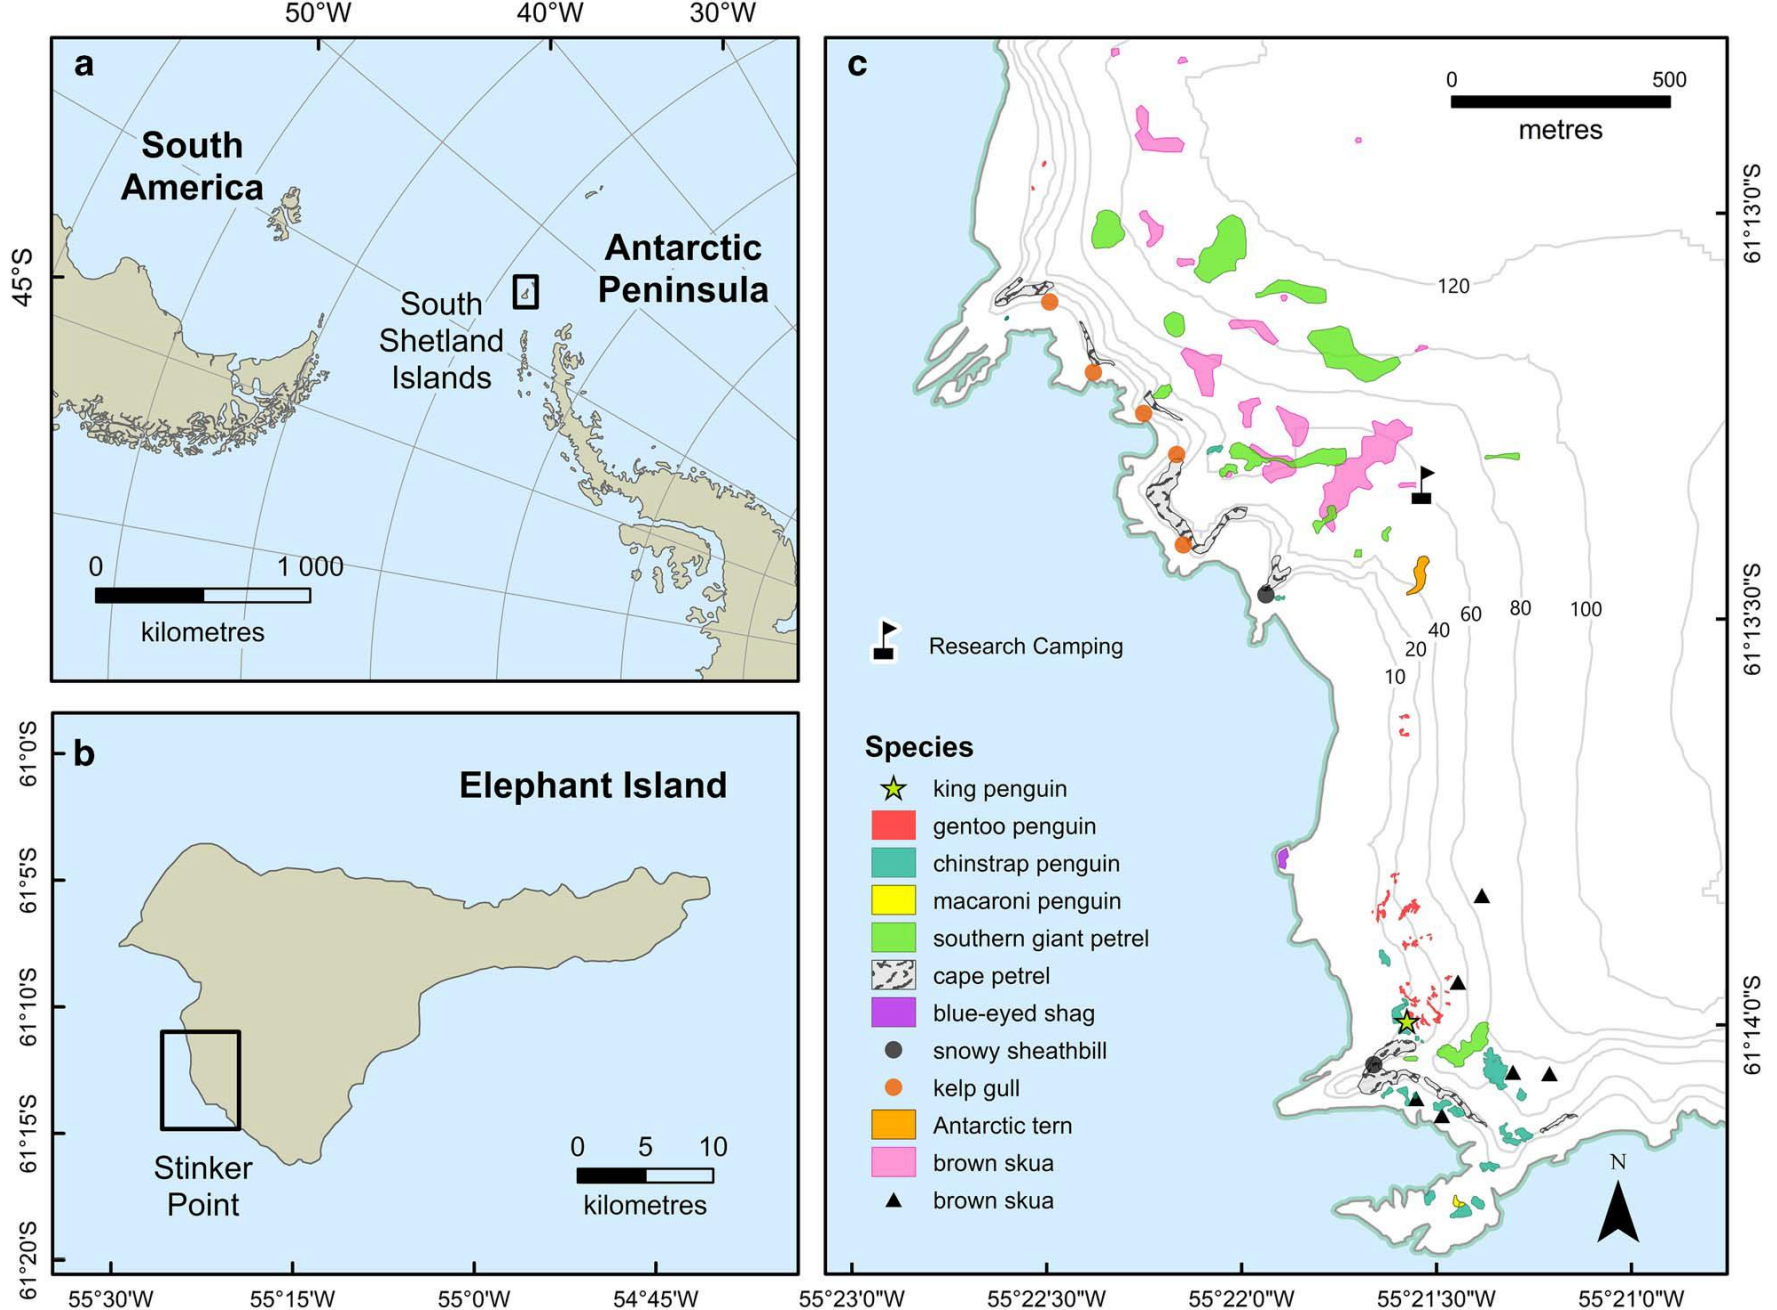 50°W
40°W
30°W
45°S
a
South
America
Antarctic
Peninsula
South
Shetland
Islands
0
1 000
kilometres
b
Elephant Island
61°0'S
61°5'S
61°10'S
61°15'S
61°20'S
Stinker
Point
0
5
10
kilometres
55°30'W
55°15'W
55°0'W
54°45'W
c
0
500
metres
61°13'0"S
61°13'30"S
61°14'0"S
120
100
80
60
40
20
10
Research Camping
Species
king penguin
gentoo penguin
chinstrap penguin
macaroni penguin
southern giant petrel
cape petrel
blue-eyed shag
snowy sheathbill
kelp gull
Antarctic tern
brown skua
brown skua
N
55°23'0"W
55°22'30"W
55°22'0"W
55°21'30"W
55°21'0"W